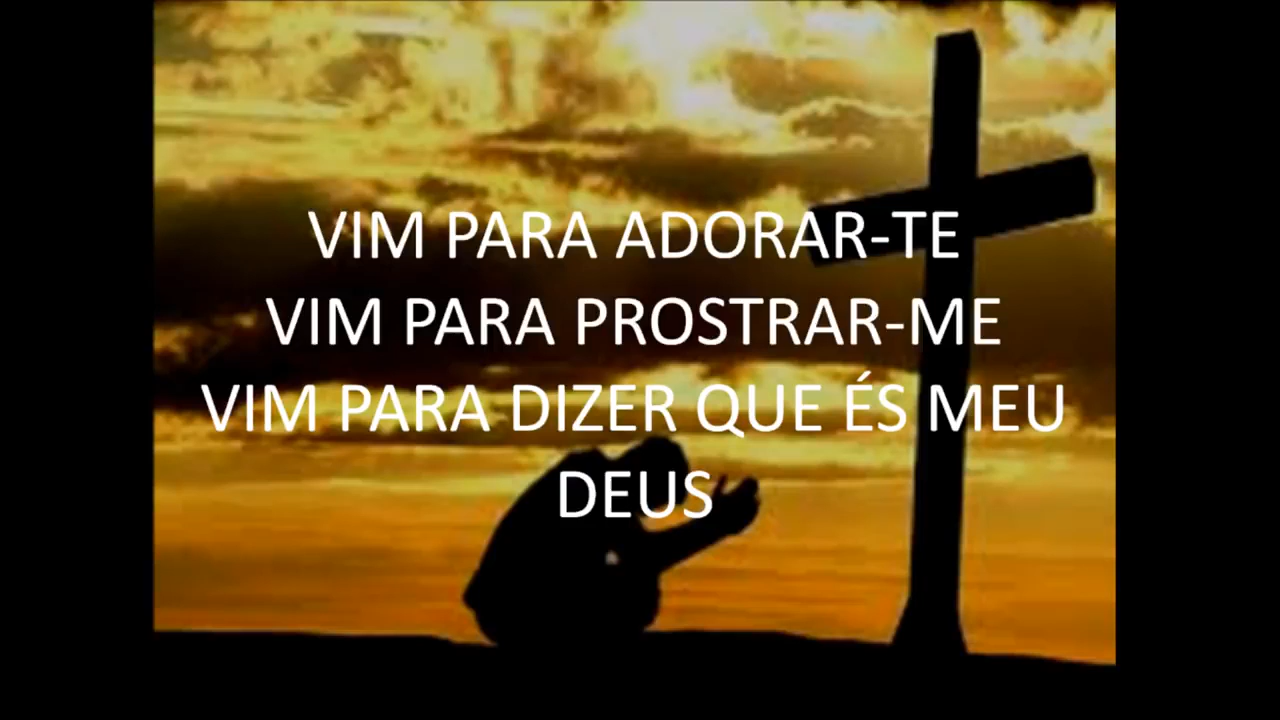 VIM PARA ADORAR-TE
VIM PARA PROSTRAR-ME
VIM PARA DIZER QUE ÉS MEU
DEUS